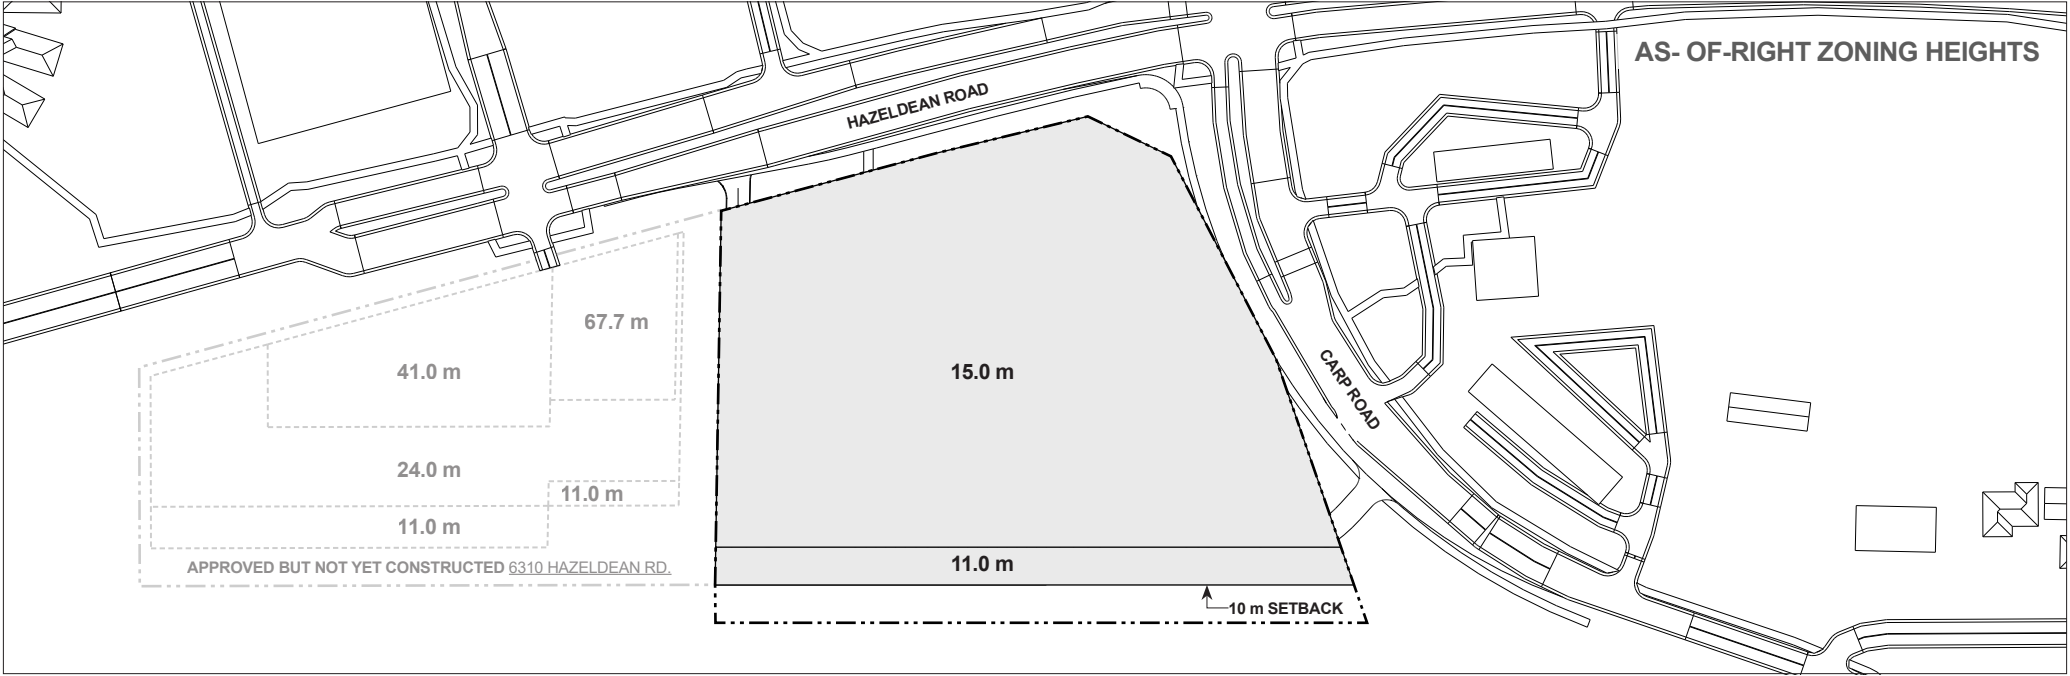 AS- OF-RIGHT ZONING HEIGHTS
HAZELDEAN ROAD
67.7 m
41.0 m
15.0 m
CARP ROAD
24.0 m
11.0 m
11.0 m
11.0 m
APPROVED BUT NOT YET CONSTRUCTED 6310 HAZELDEAN RD.
10 m SETBACK